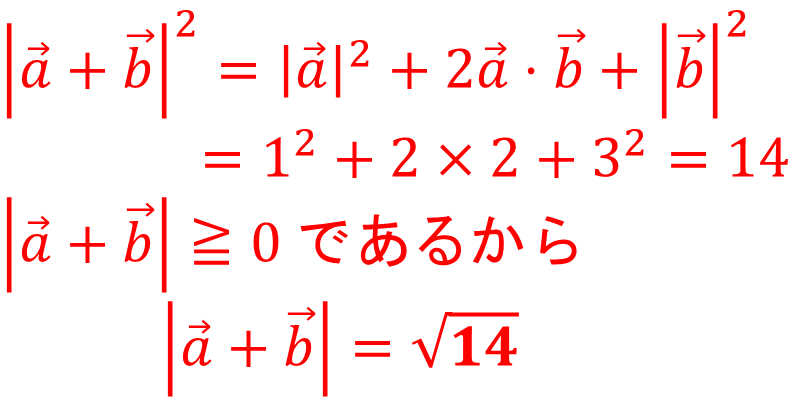 |a⃗ + b⃗|² = |a⃗|² + 2a⃗ · b⃗ + |b⃗|²
= 1² + 2 × 2 + 3² = 14
|a⃗ + b⃗| ≧ 0 であるから
|a⃗ + b⃗| = √14